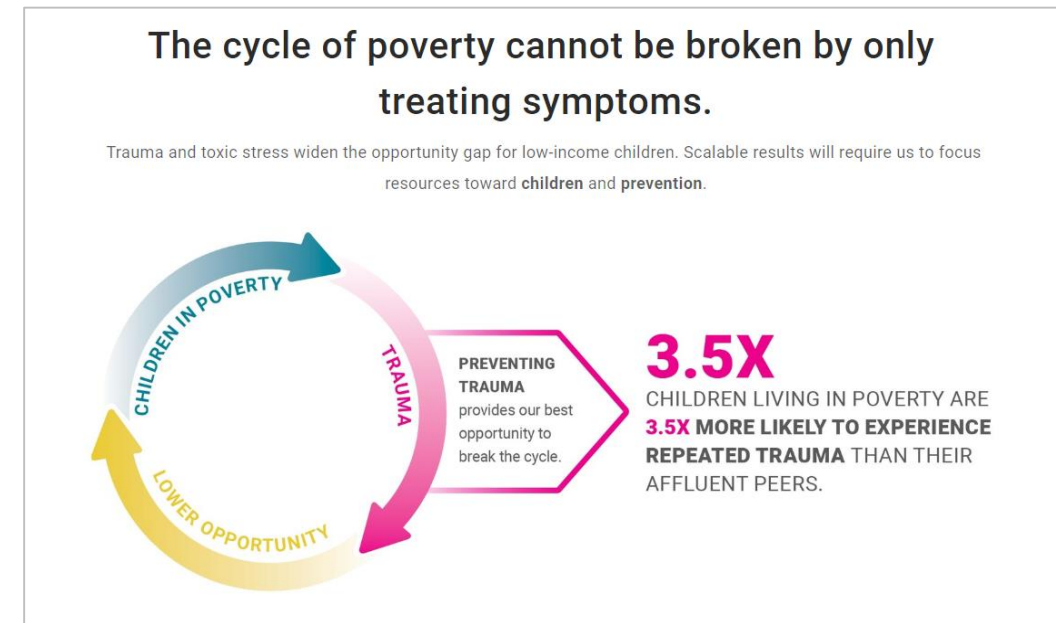 The cycle of poverty cannot be broken by only
treating symptoms.
Trauma and toxic stress widen the opportunity gap for low-income children. Scalable results will require us to focus
resources toward children and prevention.
CHILDREN IN POVERTY
TRAUMA
LOWER OPPORTUNITY
PREVENTING
TRAUMA
provides our best
opportunity to
break the cycle.
3.5X
CHILDREN LIVING IN POVERTY ARE
3.5X MORE LIKELY TO EXPERIENCE
REPEATED TRAUMA THAN THEIR
AFFLUENT PEERS.